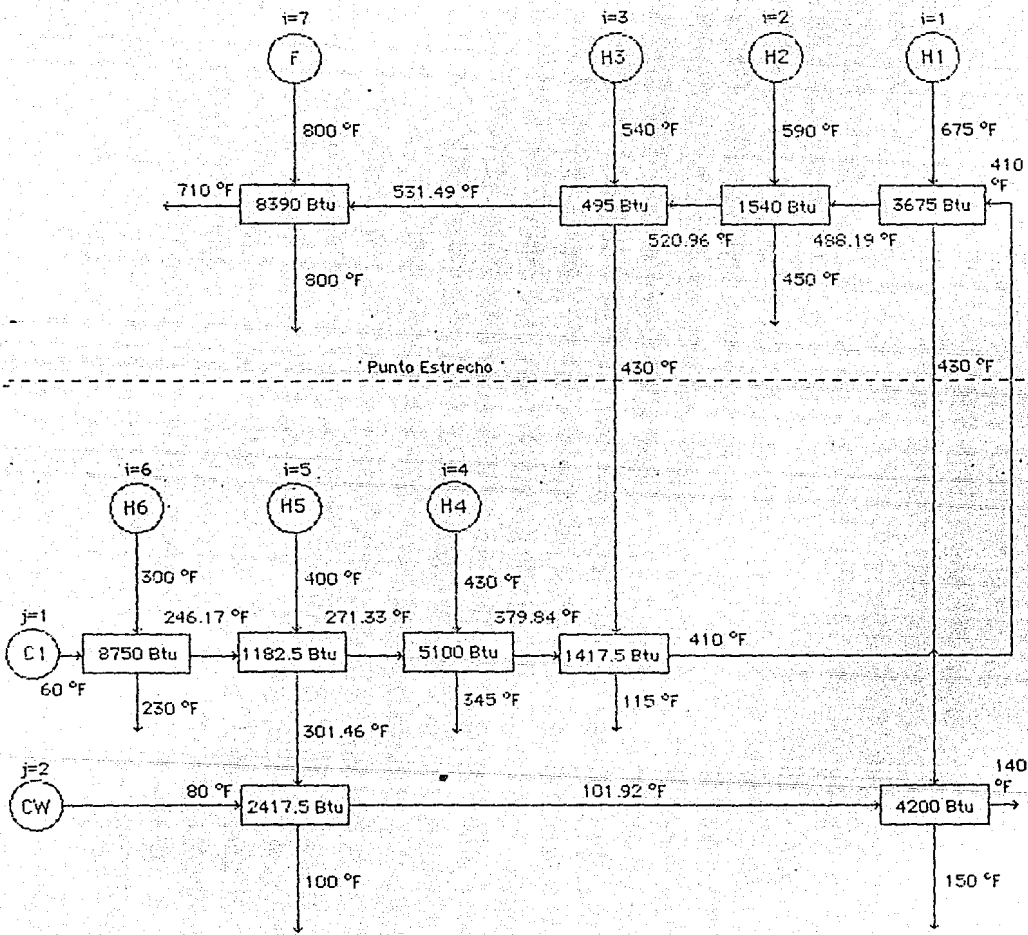 i=7 i=3 i=2 i=1
F H3 H2 H1
800 °F 540 °F 590 °F 675 °F
410 °F
710 °F 8390 Btu 531.49 °F 495 Btu 1540 Btu 3675 Btu
520.96 °F 488.19 °F
800 °F 450 °F
Punto Estrecho 430 °F 430 °F
i=6 i=5 i=4
H6 H5 H4
300 °F 400 °F 430 °F
j=1 246.17 °F 271.33 °F 379.84 °F
C1 8750 Btu 1182.5 Btu 5100 Btu 1417.5 Btu 410 °F
60 °F
230 °F 345 °F 115 °F
301.46 °F
j=2 140 °F
CW 80 °F 2417.5 Btu 101.92 °F 4200 Btu
100 °F 150 °F